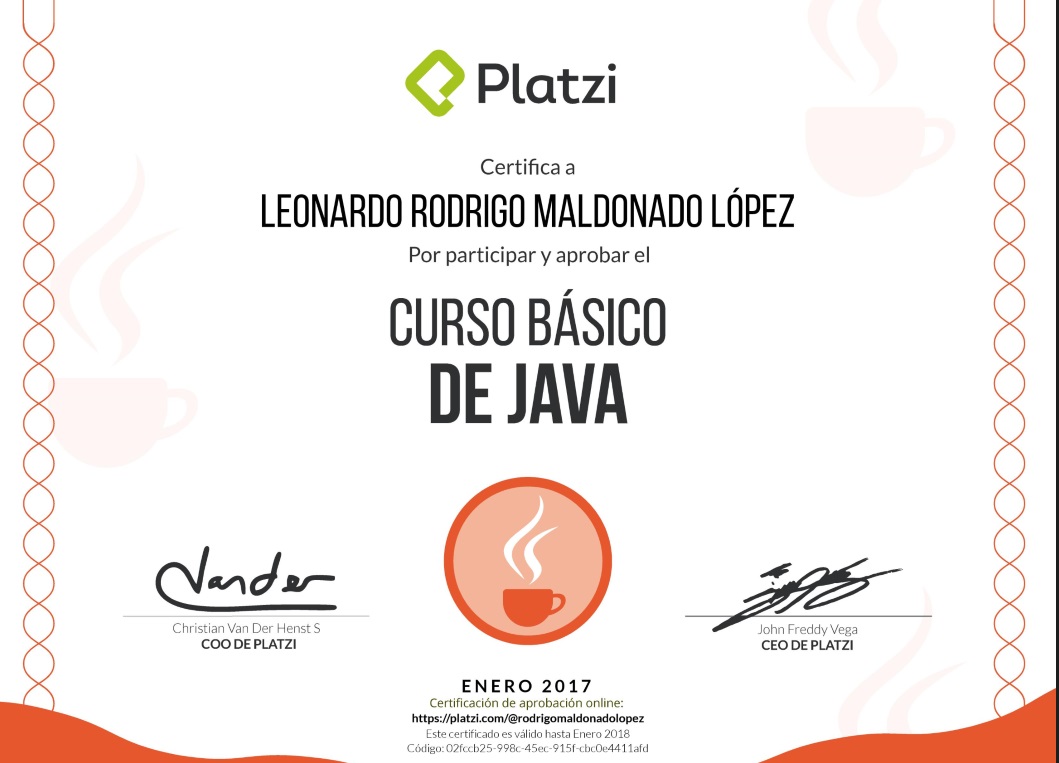 Platzi
Certifica a
LEONARDO RODRIGO MALDONADO LÓPEZ
Por participar y aprobar el
CURSO BÁSICO
DE JAVA
Vander
Christian Van Der Henst S
COO DE PLATZI
John Freddy Vega
CEO DE PLATZI
ENERO 2017
Certificación de aprobación online:
https://platzi.com/@rodrigomaldonadolopez
Este certificado es válido hasta Enero 2018
Código: 02fccb25-998c-45ec-915f-cbc0e4411afd